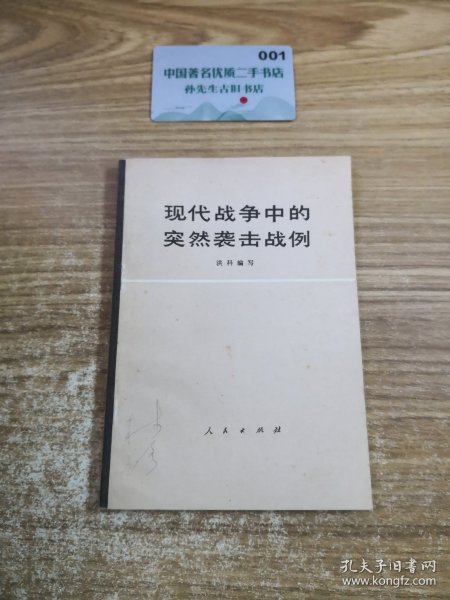 001
中国著名优质二手书店
孙先生古旧书店
现代战争中的
突然袭击战例
洪科编写
人民出版社
孔夫子旧书网
www.kongfz.com